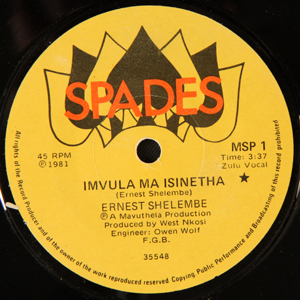 SPADES
45 RPM
℗ 1981
MSP 1
Time: 3:37
Zulu Vocal
IMVULA MA ISINETHA
(Ernest Shelembe)
ERNEST SHELEMBE
℗ A Mavuthela Production
Produced by West Nkosi
Engineer: Owen Wolf
F.G.B.
35548
All rights of the Record Producer and of the owner of the work reproduced reserved Copying Public Performance and Broadcasting of this record prohibited